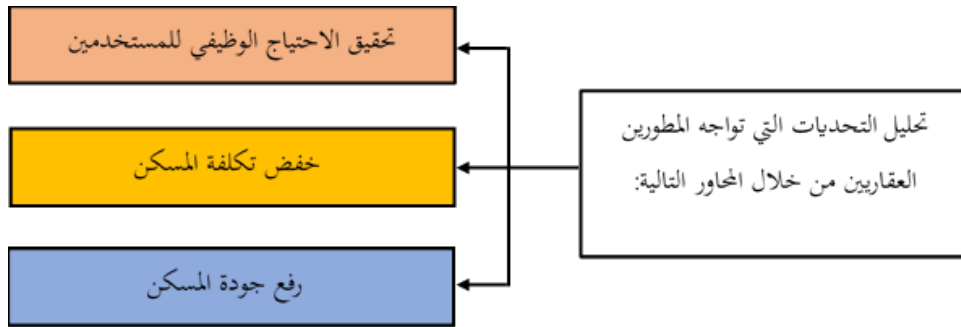 تحليل التحديات التي تواجه المطورين
العقاريين من خلال المحاور التالية:
تحقيق الاحتياج الوظيفي للمستخدمين
خفض تكلفة المسكن
رفع جودة المسكن